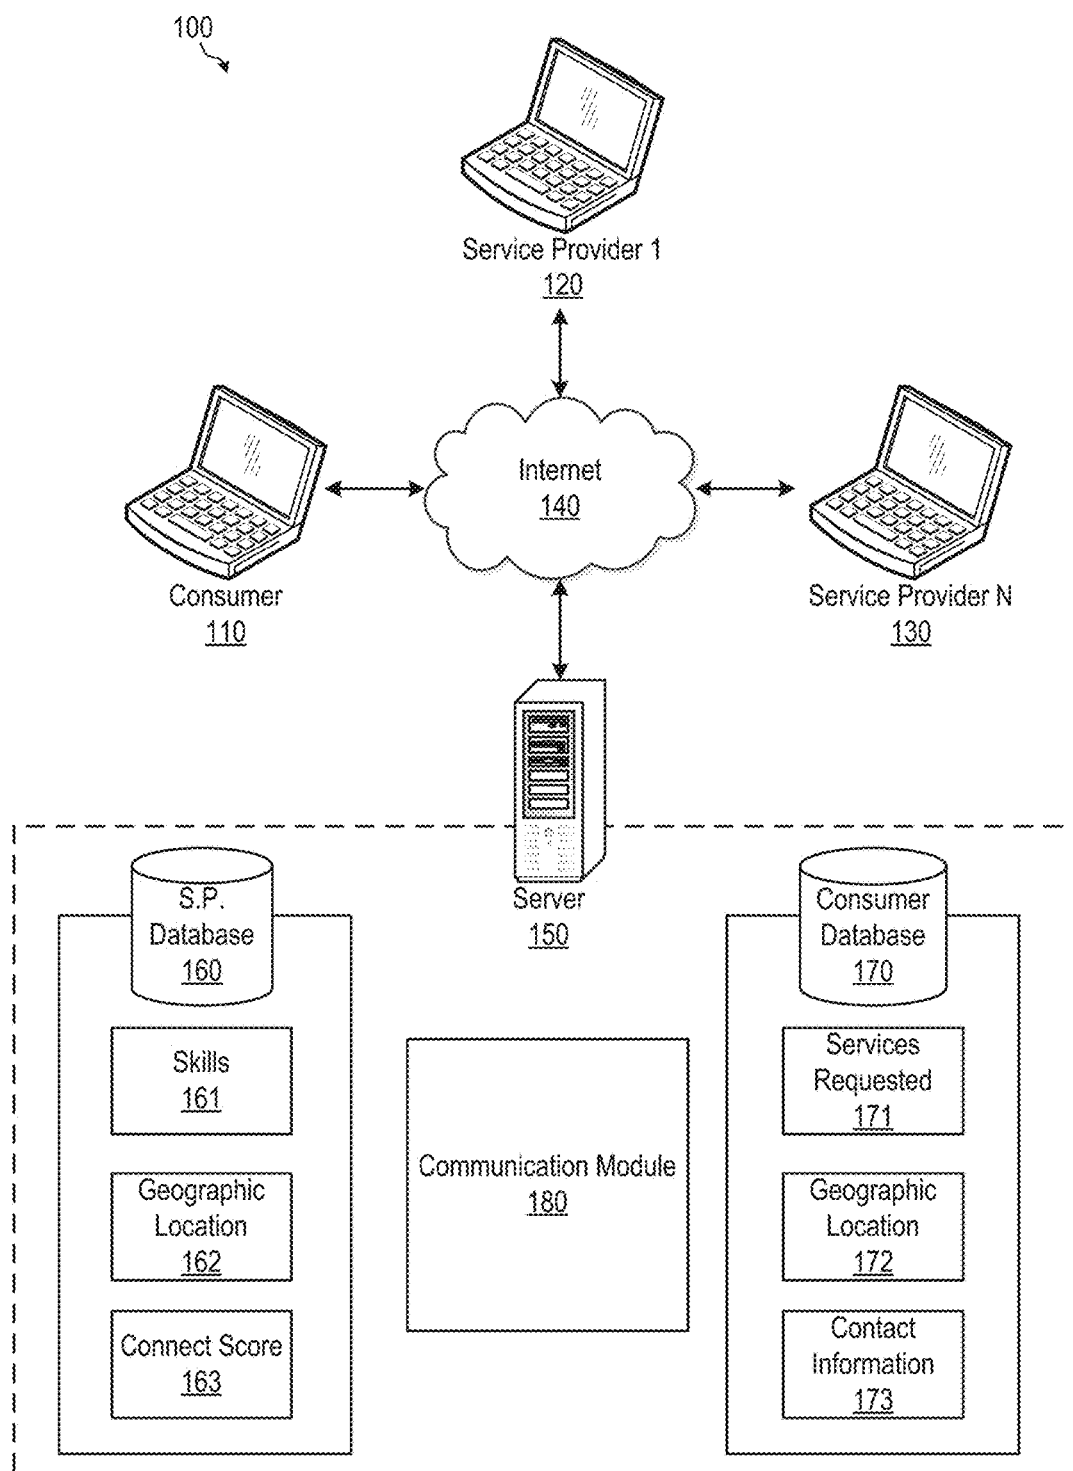 100
Service Provider 1
120
Internet
140
Consumer
110
Service Provider N
130
Server
150
S.P.
Database
160
Skills
161
Geographic
Location
162
Connect Score
163
Communication Module
180
Consumer
Database
170
Services
Requested
171
Geographic
Location
172
Contact
Information
173